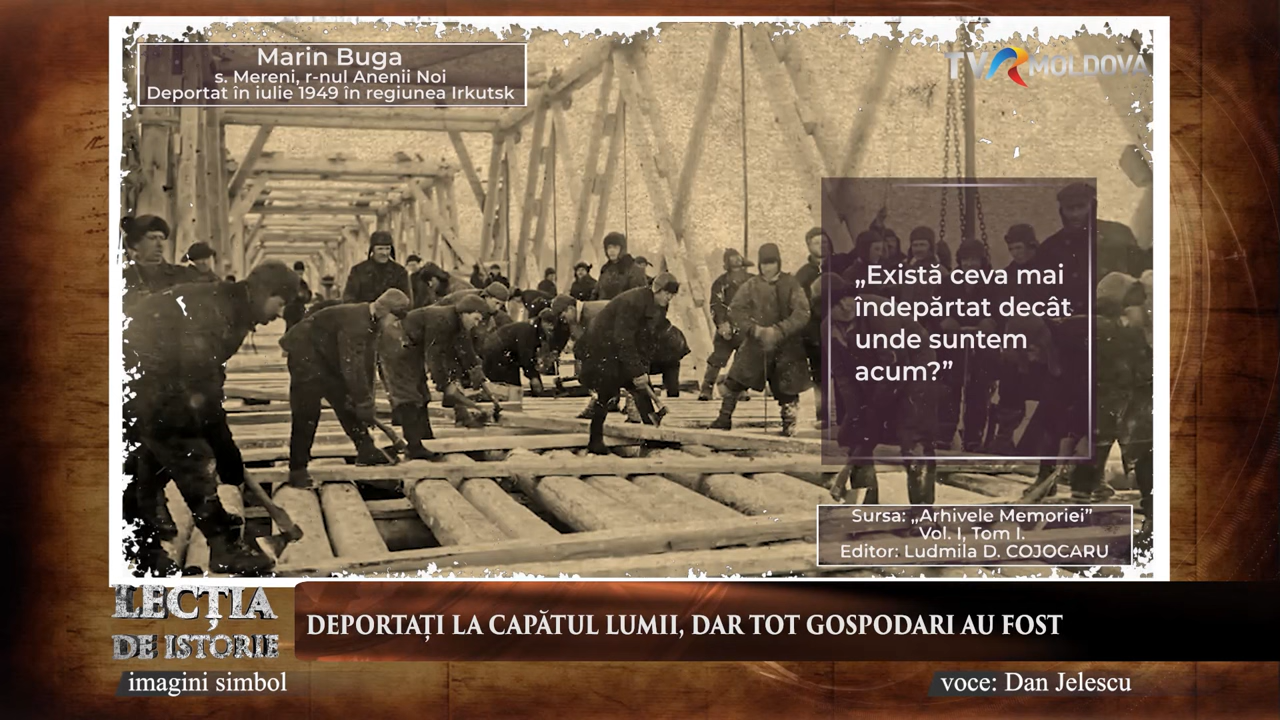 Marin Buga
s. Mereni, r-nul Anenii Noi
Deportat în iulie 1949 în regiunea Irkutsk
TVR MOLDOVA
„Există ceva mai
îndepărtat decât
unde suntem
acum?”
Sursa: „Arhivele Memoriei”
Vol. I, Tom I.
Editor: Ludmila D. COJOCARU
LECȚIA
DE ISTORIE
DEPORTAȚI LA CAPĂTUL LUMII, DAR TOT GOSPODARI AU FOST
imagini simbol
voce: Dan Jelescu